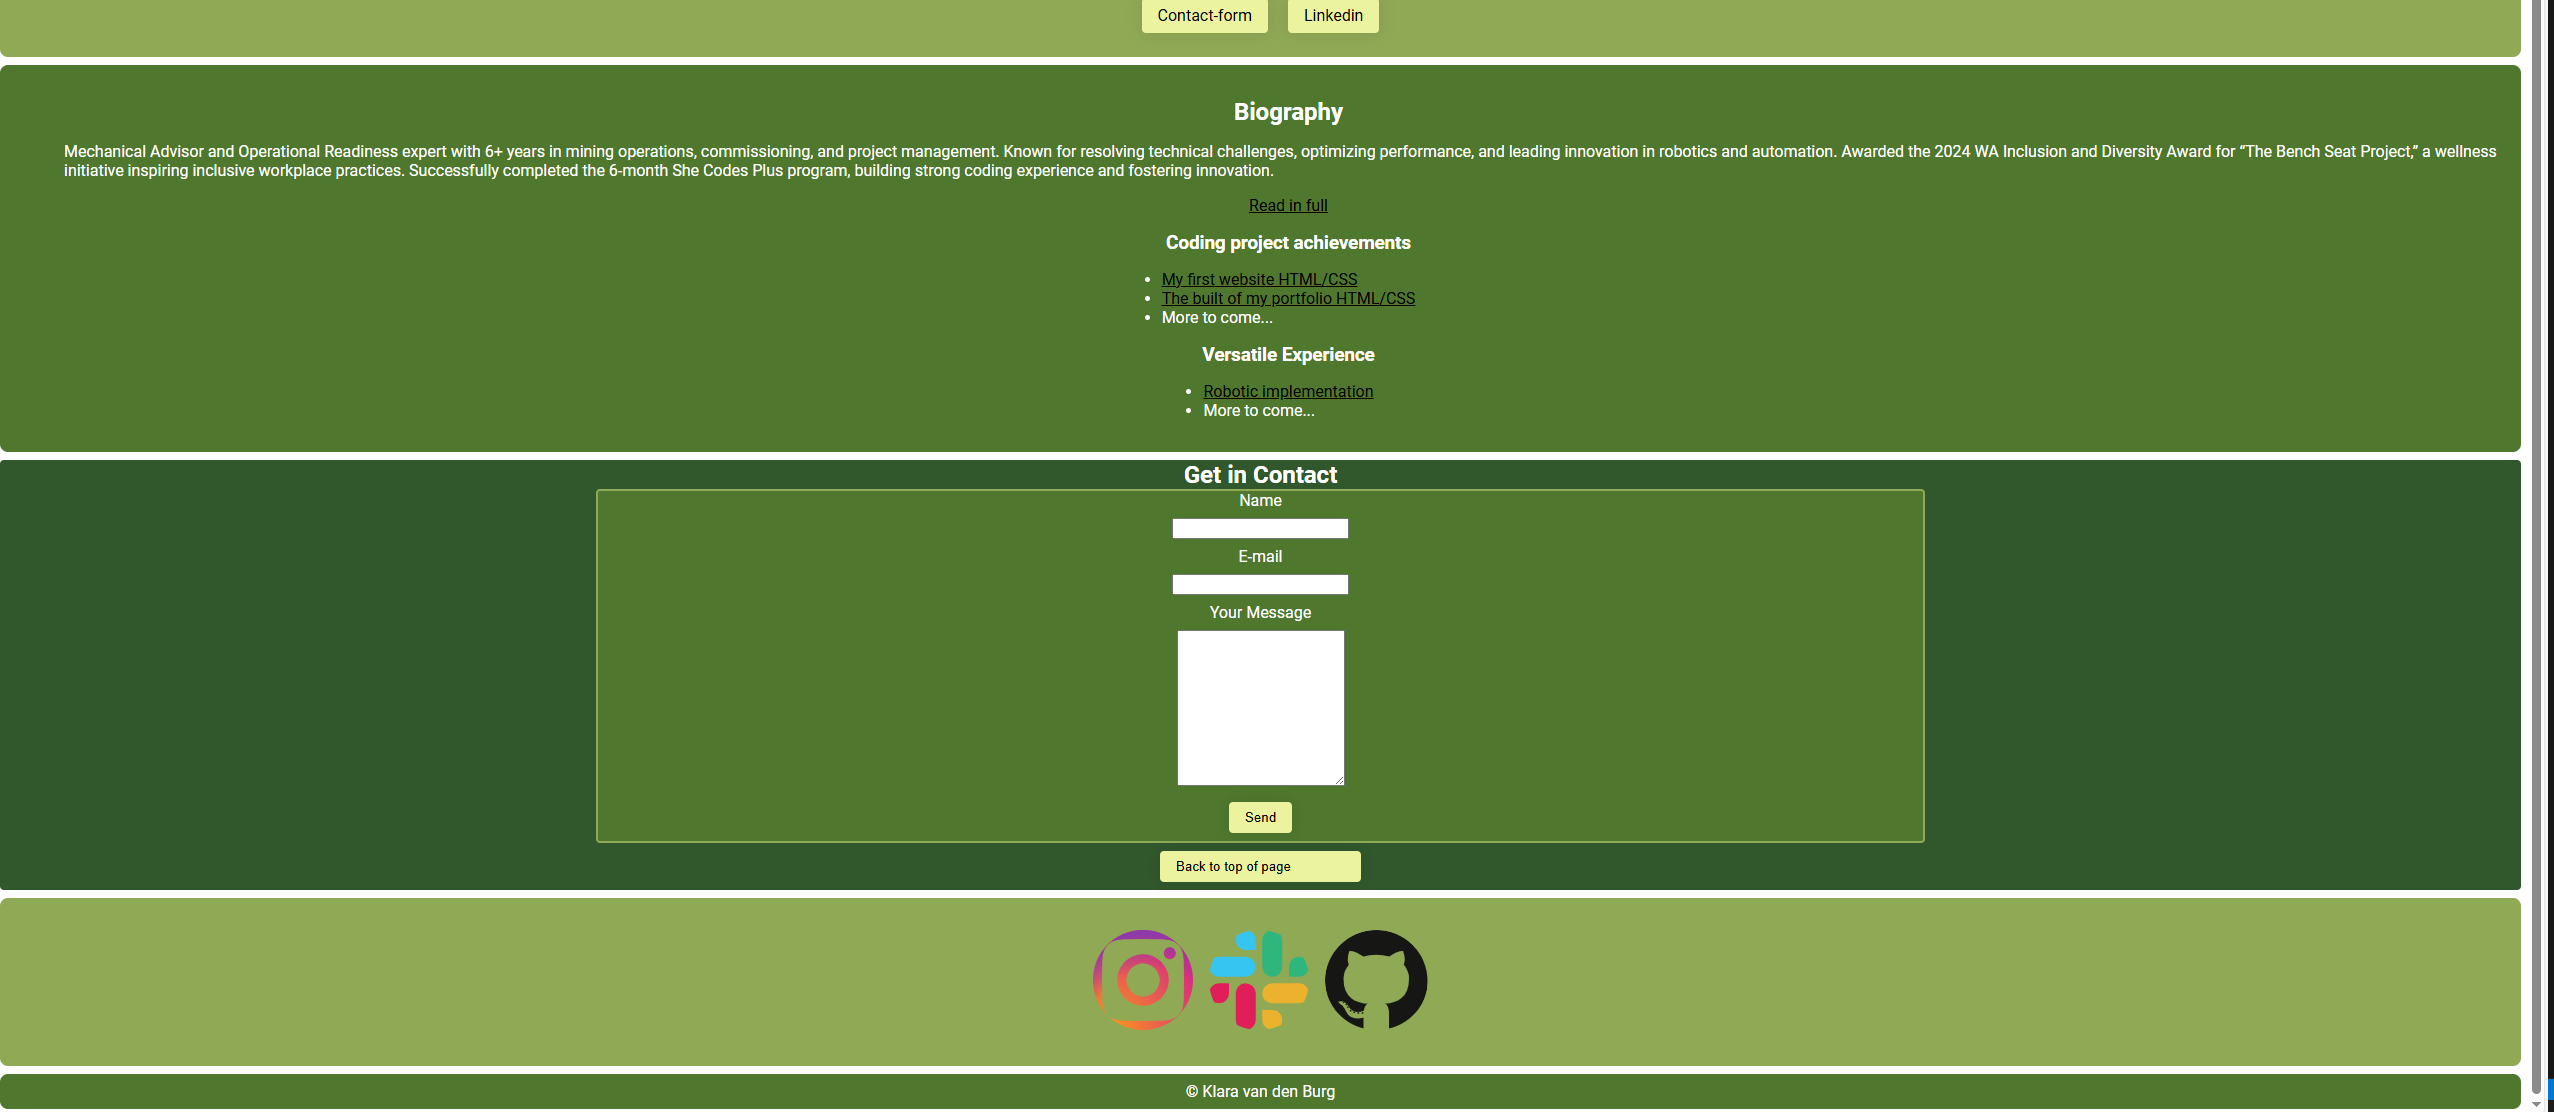 Contact-form
Linkedin
Biography
Mechanical Advisor and Operational Readiness expert with 6+ years in mining operations, commissioning, and project management. Known for resolving technical challenges, optimizing performance, and leading innovation in robotics and automation. Awarded the 2024 WA Inclusion and Diversity Award for “The Bench Seat Project,” a wellness
initiative inspiring inclusive workplace practices. Successfully completed the 6-month She Codes Plus program, building strong coding experience and fostering innovation.
Read in full
Coding project achievements
• My first website HTML/CSS
• The built of my portfolio HTML/CSS
• More to come...
Versatile Experience
• Robotic implementation
• More to come...
Get in Contact
Name
E-mail
Your Message
Send
Back to top of page
© Klara van den Burg